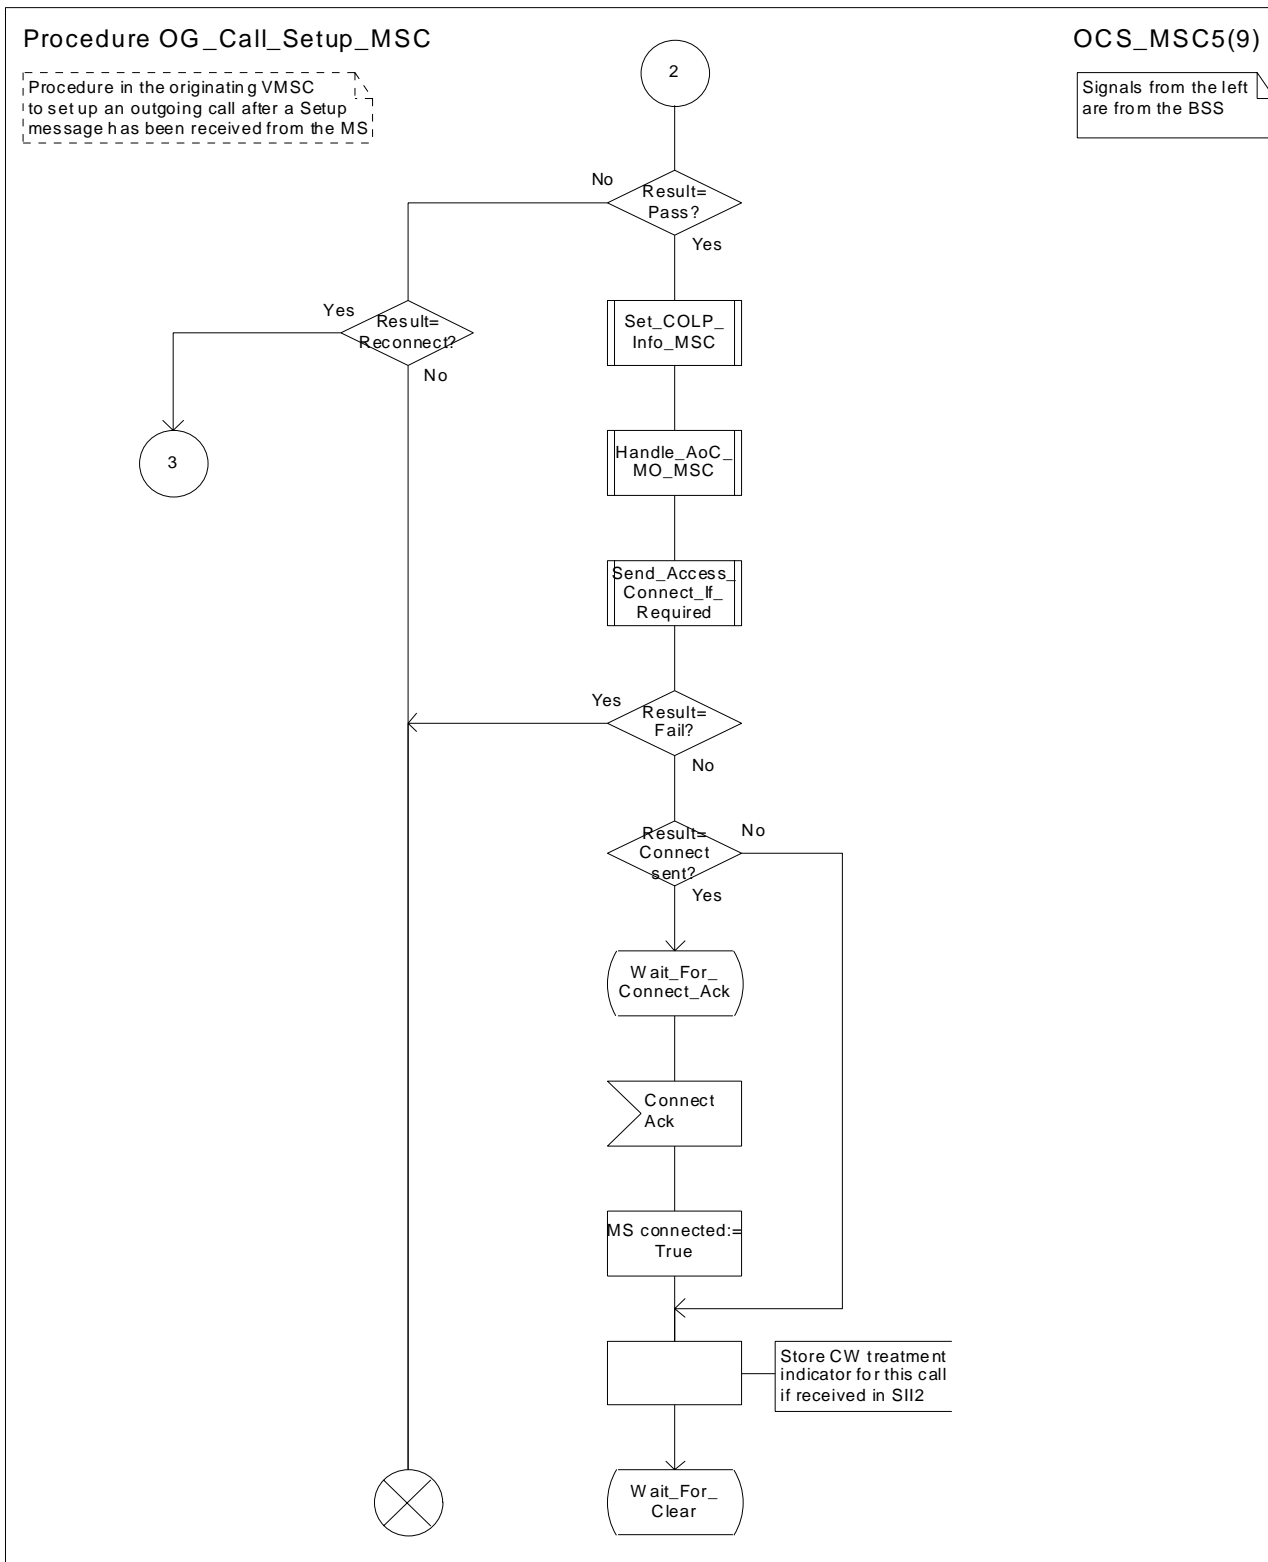 Procedure OG_Call_Setup_MSC
OCS_MSC5(9)
Procedure in the originating VMSC
to set up an outgoing call after a Setup
message has been received from the MS
Signals from the left
are from the BSS
2
Result=
Pass?
No
Yes
Result=
Reconnect?
Yes
No
3
Set_COLP_
Info_MSC
Handle_AoC_
MO_MSC
Send_Access_
Connect_If_
Required
Result=
Fail?
Yes
No
Result=
Connect
sent?
No
Yes
Wait_For_
Connect_Ack
Connect
Ack
MS connected:=
True
Store CW treatment
indicator for this call
if received in SII2
Wait_For_
Clear